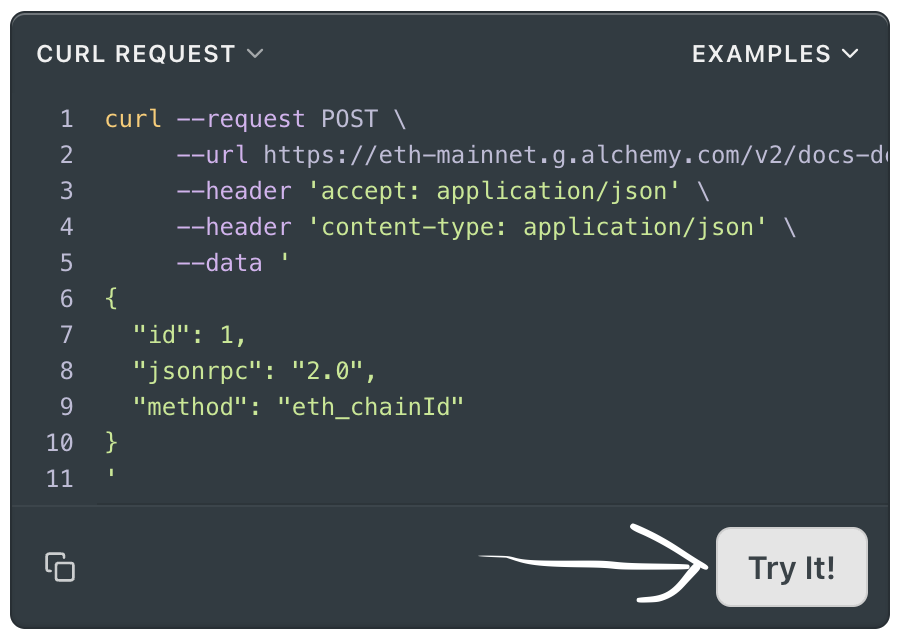 CURL REQUEST
EXAMPLES
1 curl --request POST \
2 --url https://eth-mainnet.g.alchemy.com/v2/docs-de
3 --header 'accept: application/json' \
4 --header 'content-type: application/json' \
5 --data '
6 {
7 "id": 1,
8 "jsonrpc": "2.0",
9 "method": "eth_chainId"
10 }
11 '
Try It!